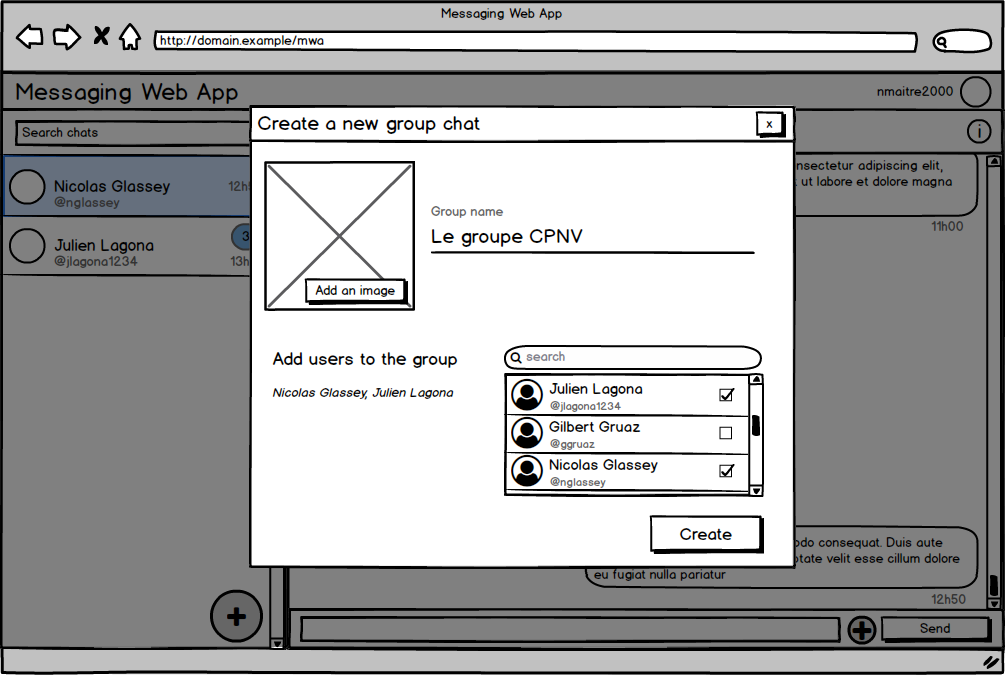 Messaging Web App
http://domain.example/mwa
Messaging Web App
nmaitre2000
Search chats
Nicolas Glassey
@nglassey
Julien Lagona
@jlagona1234
3
i
nsectetur adipiscing elit,
ut labore et dolore magna
11h00
Create a new group chat
x
Add an image
Group name
Le groupe CPNV
Add users to the group
Nicolas Glassey, Julien Lagona
search
Julien Lagona
@jlagona1234
Gilbert Gruaz
@ggruaz
Nicolas Glassey
@nglassey
Create
odo consequat. Duis aute
tate velit esse cillum dolore
eu fugiat nulla pariatur
12h50
Send